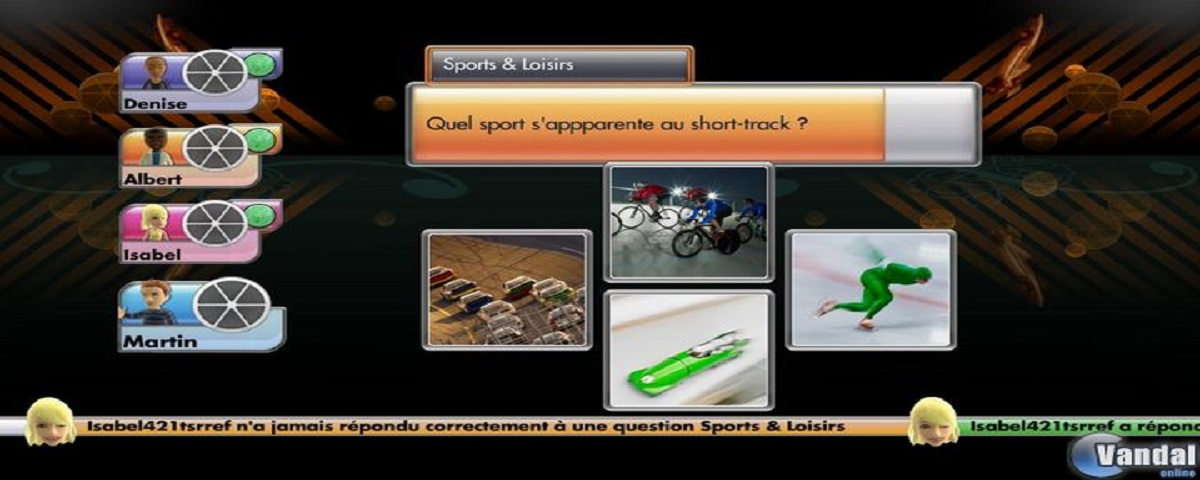 Sports & Loisirs
Quel sport s'appparente au short-track ?
Denise
Albert
Isabel
Martin
Isabel421tsrref n'a jamais répondu correctement à une question Sports & Loisirs
Isabel421tsrref a répond
Vandal
online